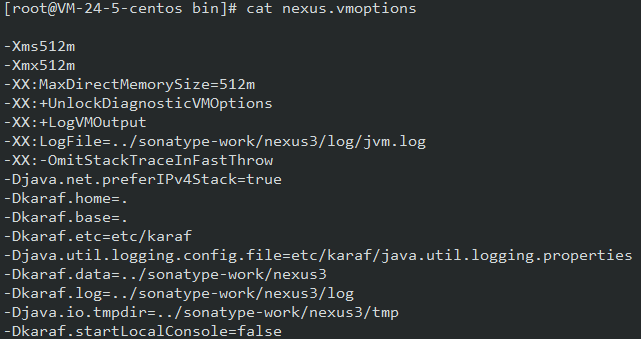 [root@VM-24-5-centos bin]# cat nexus.vmoptions
-Xms512m
-Xmx512m
-XX:MaxDirectMemorySize=512m
-XX:+UnlockDiagnosticVMOptions
-XX:+LogVMOutput
-XX:LogFile=../sonatype-work/nexus3/log/jvm.log
-XX:-OmitStackTraceInFastThrow
-Djava.net.preferIPv4Stack=true
-Dkaraf.home=.
-Dkaraf.base=.
-Dkaraf.etc=etc/karaf
-Djava.util.logging.config.file=etc/karaf/java.util.logging.properties
-Dkaraf.data=../sonatype-work/nexus3
-Dkaraf.log=../sonatype-work/nexus3/log
-Djava.io.tmpdir=../sonatype-work/nexus3/tmp
-Dkaraf.startLocalConsole=false